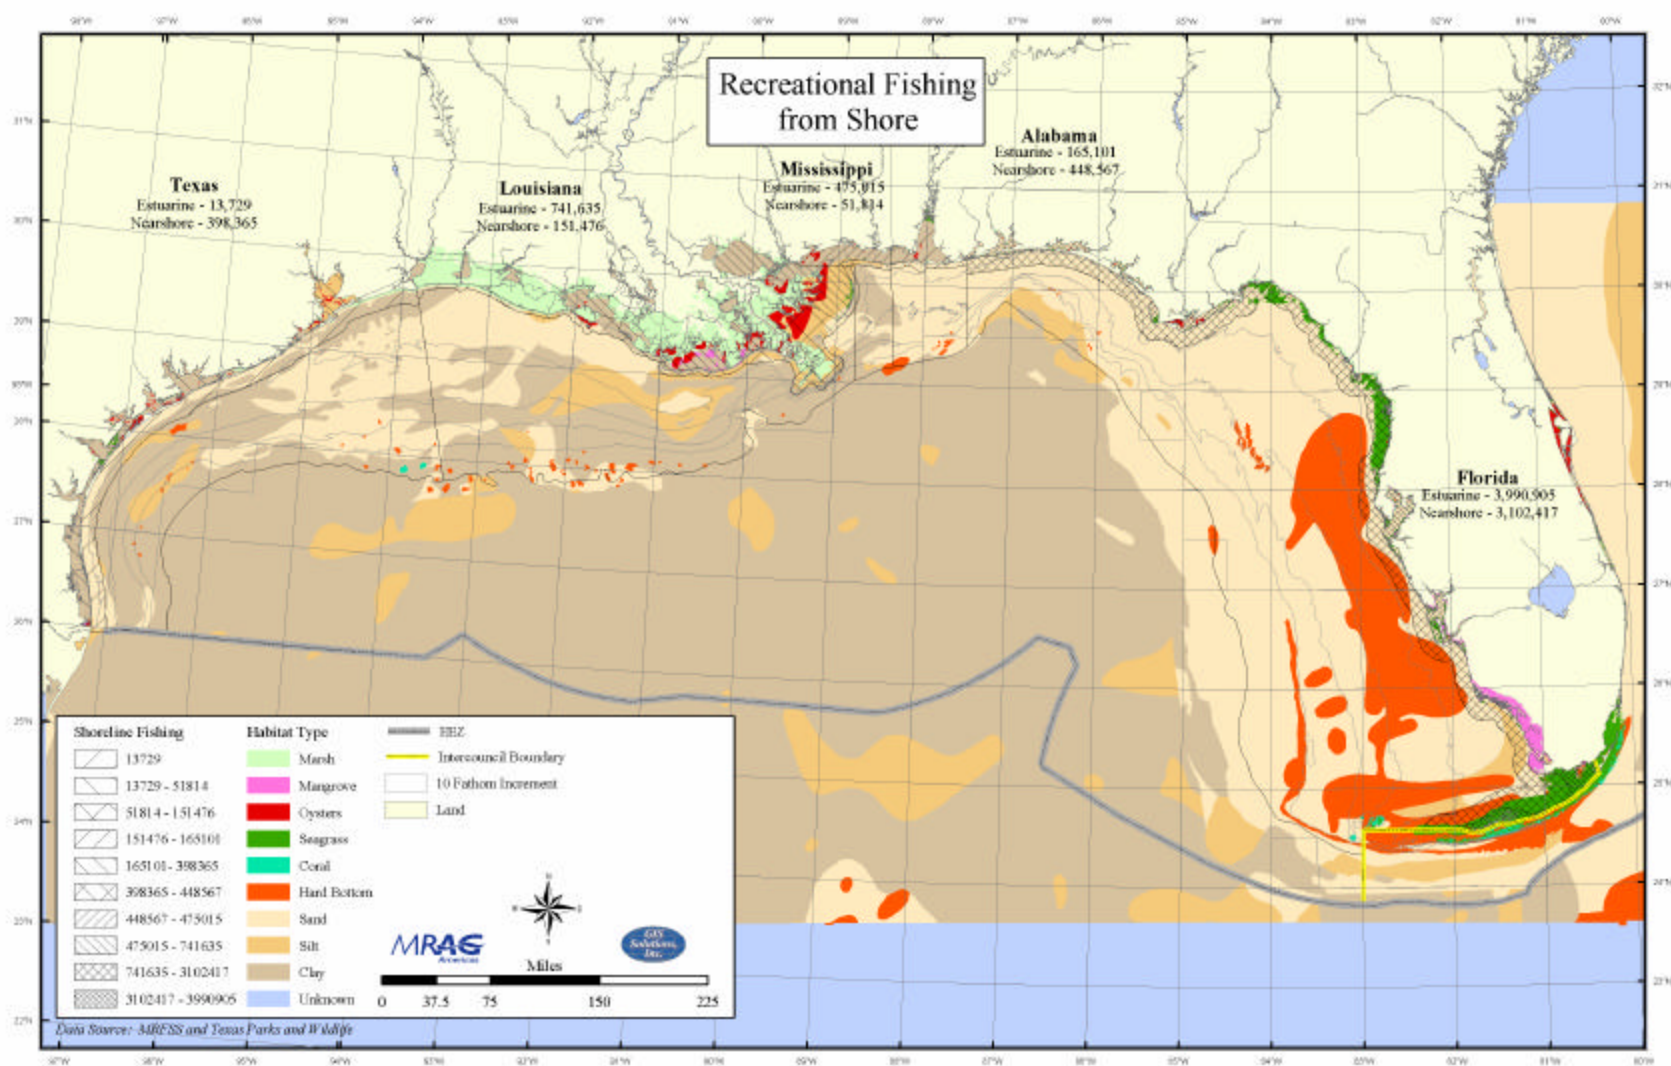 Recreational Fishing
from Shore
Texas
Estuarine - 13,729
Nearshore - 398,365
Louisiana
Estuarine - 741,635
Nearshore - 151,476
Mississippi
Estuarine - 475,015
Nearshore - 51,814
Alabama
Estuarine - 165,101
Nearshore - 448,567
Florida
Estuarine - 3,990,905
Nearshore - 3,102,417
Shoreline Fishing
13729
13729 - 51814
51814 - 151476
151476 - 165101
165101- 398365
398365 - 448567
448567 - 475015
475015 - 741635
741635 - 3102417
3102417 - 3990905
Habitat Type
Marsh
Mangrove
Oysters
Seagrass
Coral
Hard Bottom
Sand
Silt
Clay
Unknown
EEZ
Intercouncil Boundary
10 Fathom Increment
Land
MRAG
Americas
GIS
Solutions,
Inc.
Miles
0 37.5 75 150 225
Data Source: MRFSS and Texas Parks and Wildlife